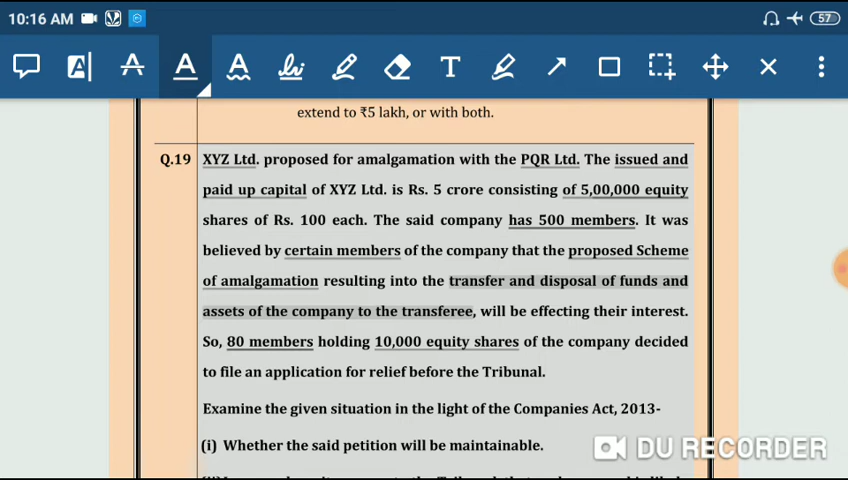 10:16 AM
57
A A A A T
extend to ₹5 lakh, or with both.
Q.19 XYZ Ltd. proposed for amalgamation with the PQR Ltd. The issued and
paid up capital of XYZ Ltd. is Rs. 5 crore consisting of 5,00,000 equity
shares of Rs. 100 each. The said company has 500 members. It was
believed by certain members of the company that the proposed Scheme
of amalgamation resulting into the transfer and disposal of funds and
assets of the company to the transferee, will be effecting their interest.
So, 80 members holding 10,000 equity shares of the company decided
to file an application for relief before the Tribunal.
Examine the given situation in the light of the Companies Act, 2013-
(i) Whether the said petition will be maintainable.
DU RECORDER